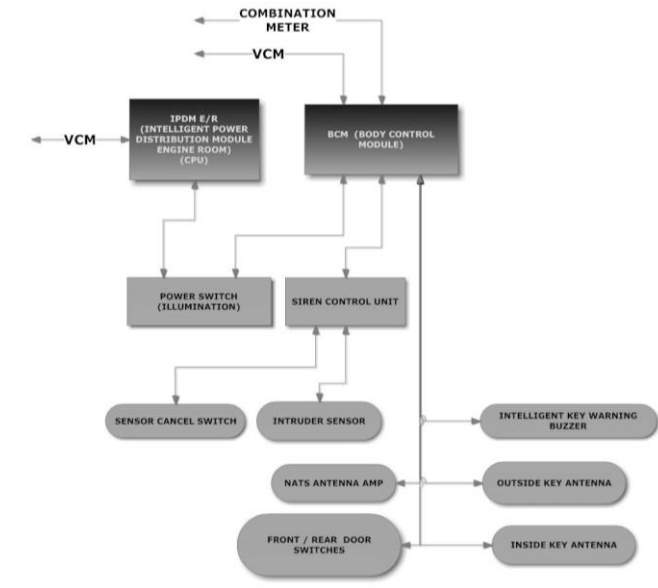 COMBINATION
METER
VCM
IPDM E/R
(INTELLIGENT POWER
DISTRIBUTION MODULE
ENGINE ROOM)
(CPU)
BCM (BODY CONTROL
MODULE)
VCM
POWER SWITCH
(ILLUMINATION)
SIREN CONTROL UNIT
SENSOR CANCEL SWITCH
INTRUDER SENSOR
INTELLIGENT KEY WARNING
BUZZER
NATS ANTENNA AMP
OUTSIDE KEY ANTENNA
FRONT / REAR DOOR
SWITCHES
INSIDE KEY ANTENNA